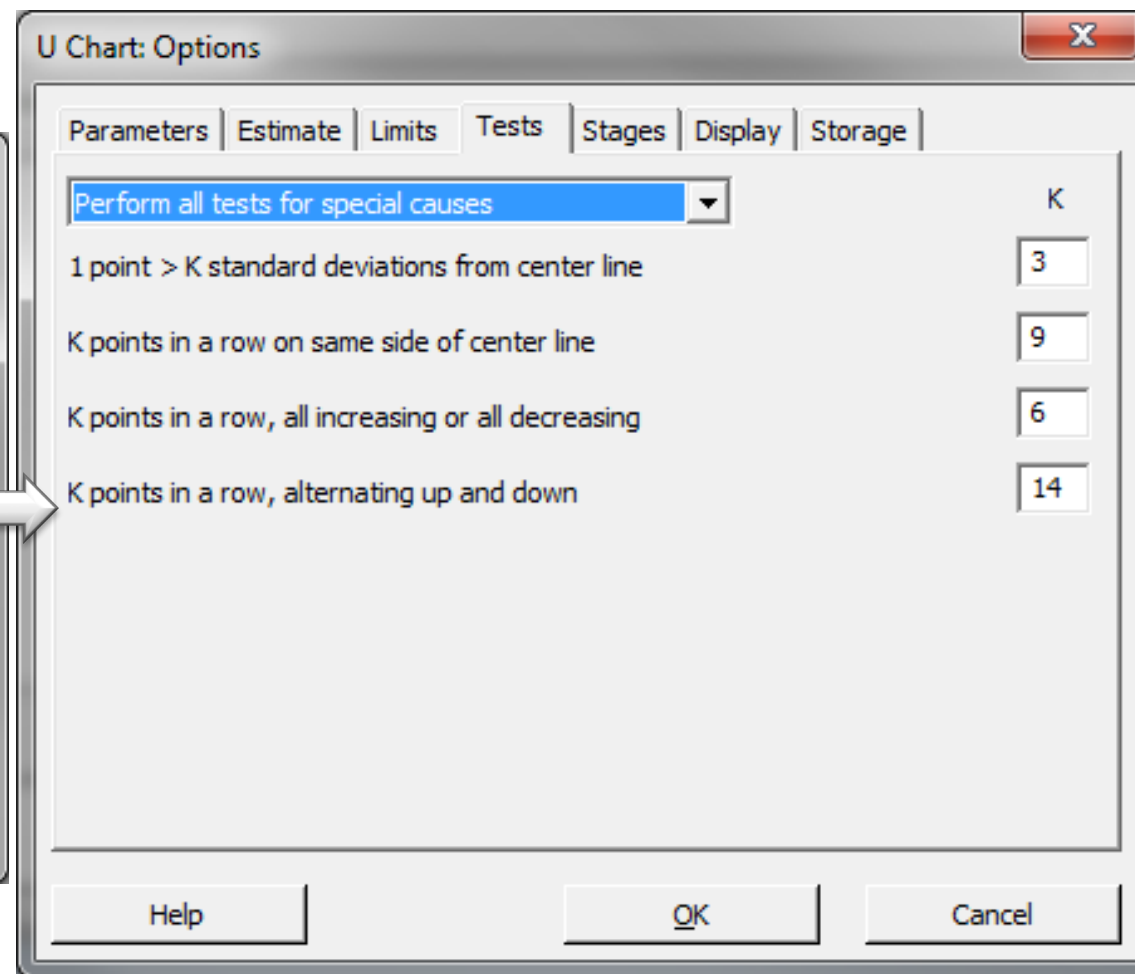 U Chart: Options
Parameters Estimate Limits Tests Stages Display Storage
Perform all tests for special causes K
1 point > K standard deviations from center line 3
K points in a row on same side of center line 9
K points in a row, all increasing or all decreasing 6
K points in a row, alternating up and down 14
Help OK Cancel